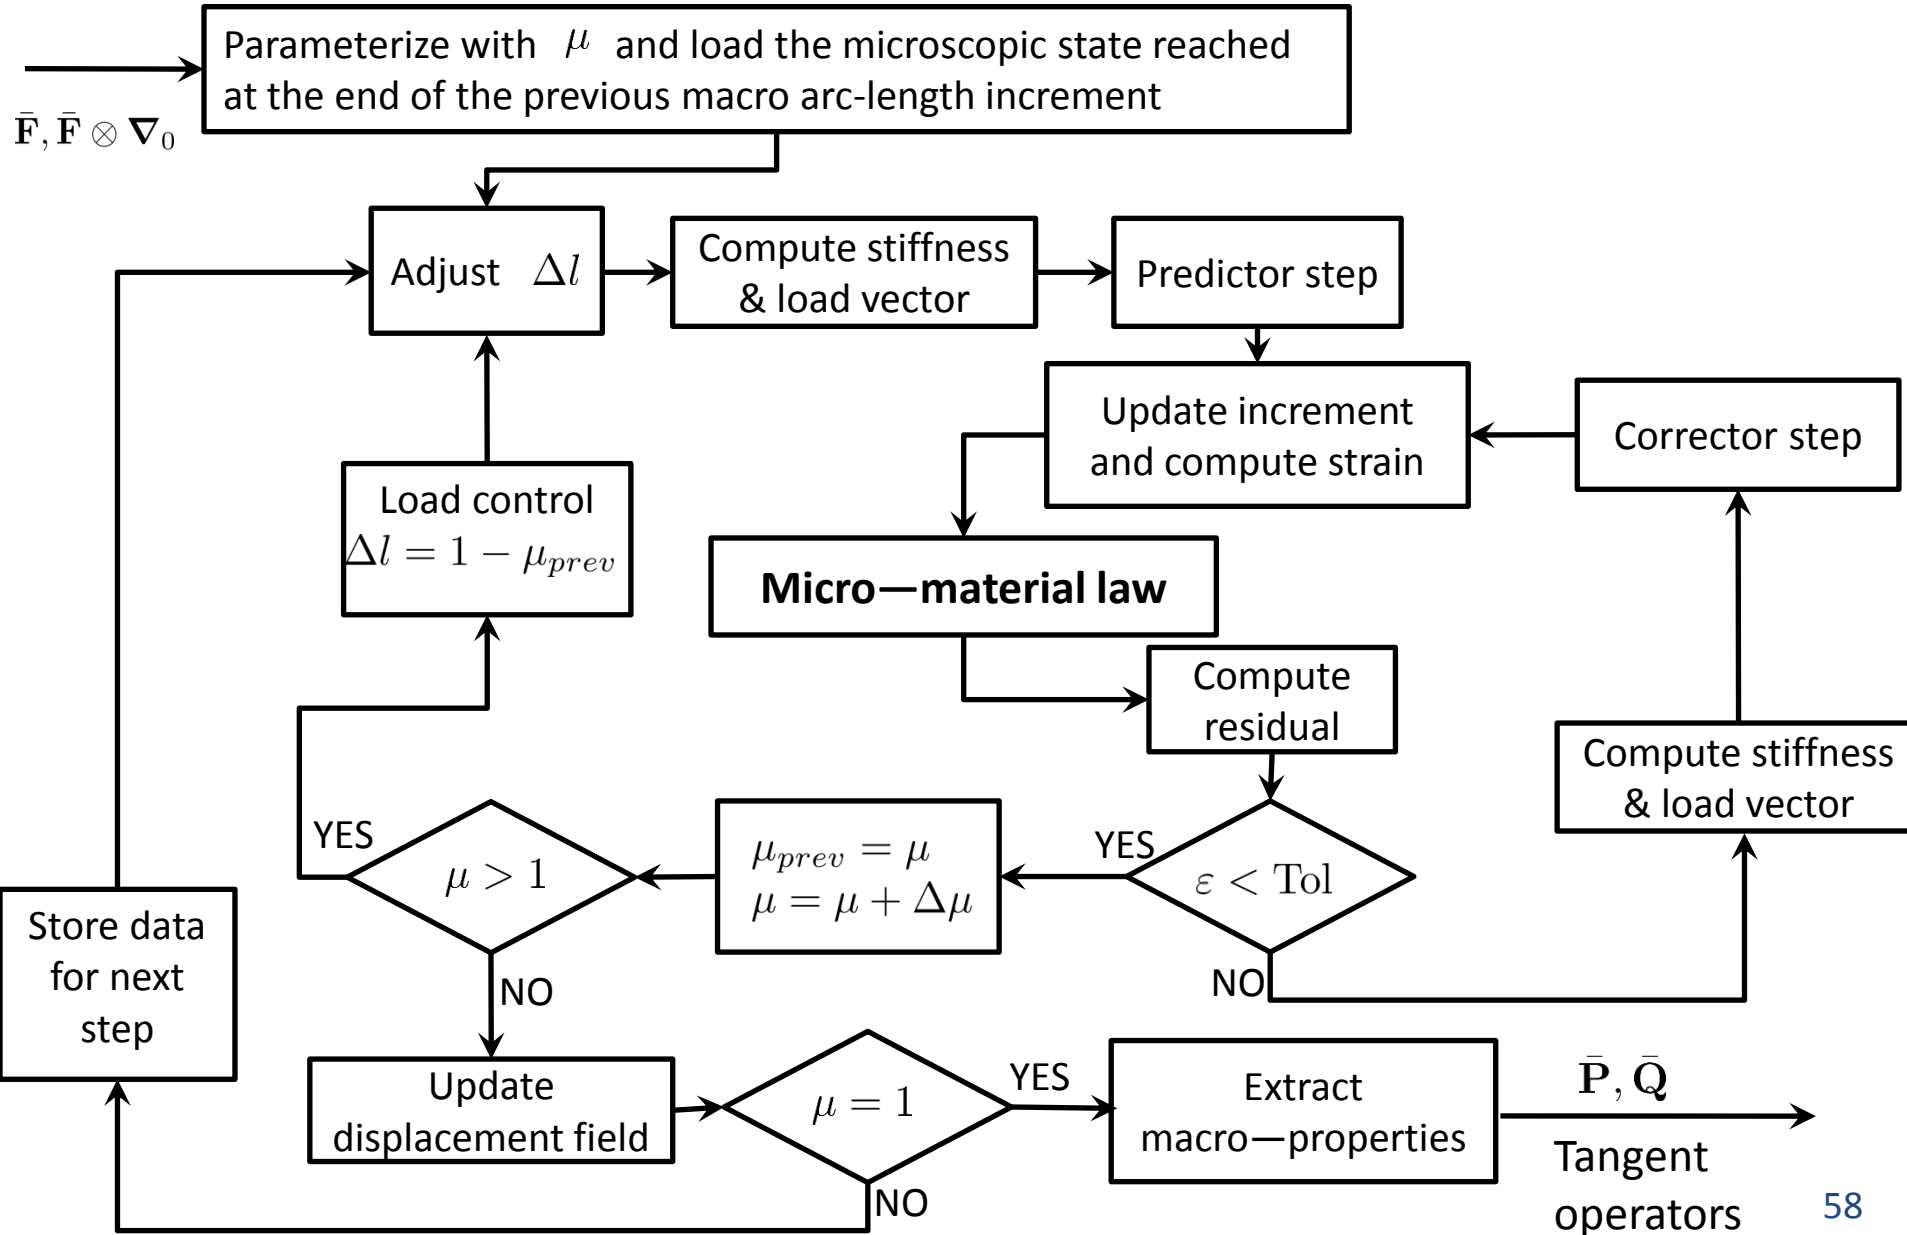 Parameterize with μ and load the microscopic state reached
at the end of the previous macro arc-length increment
F̄, F̄ ⊗ ∇₀
Adjust Δl
Compute stiffness
& load vector
Predictor step
Update increment
and compute strain
Corrector step
Load control
Δl = 1 − μ_prev
Micro—material law
Compute
residual
Compute stiffness
& load vector
YES
μ > 1
μ_prev = μ
μ = μ + Δμ
YES
ε < Tol
NO
NO
Store data
for next
step
Update
displacement field
μ = 1
YES
NO
Extract
macro—properties
P̄, Q̄
Tangent
operators
58